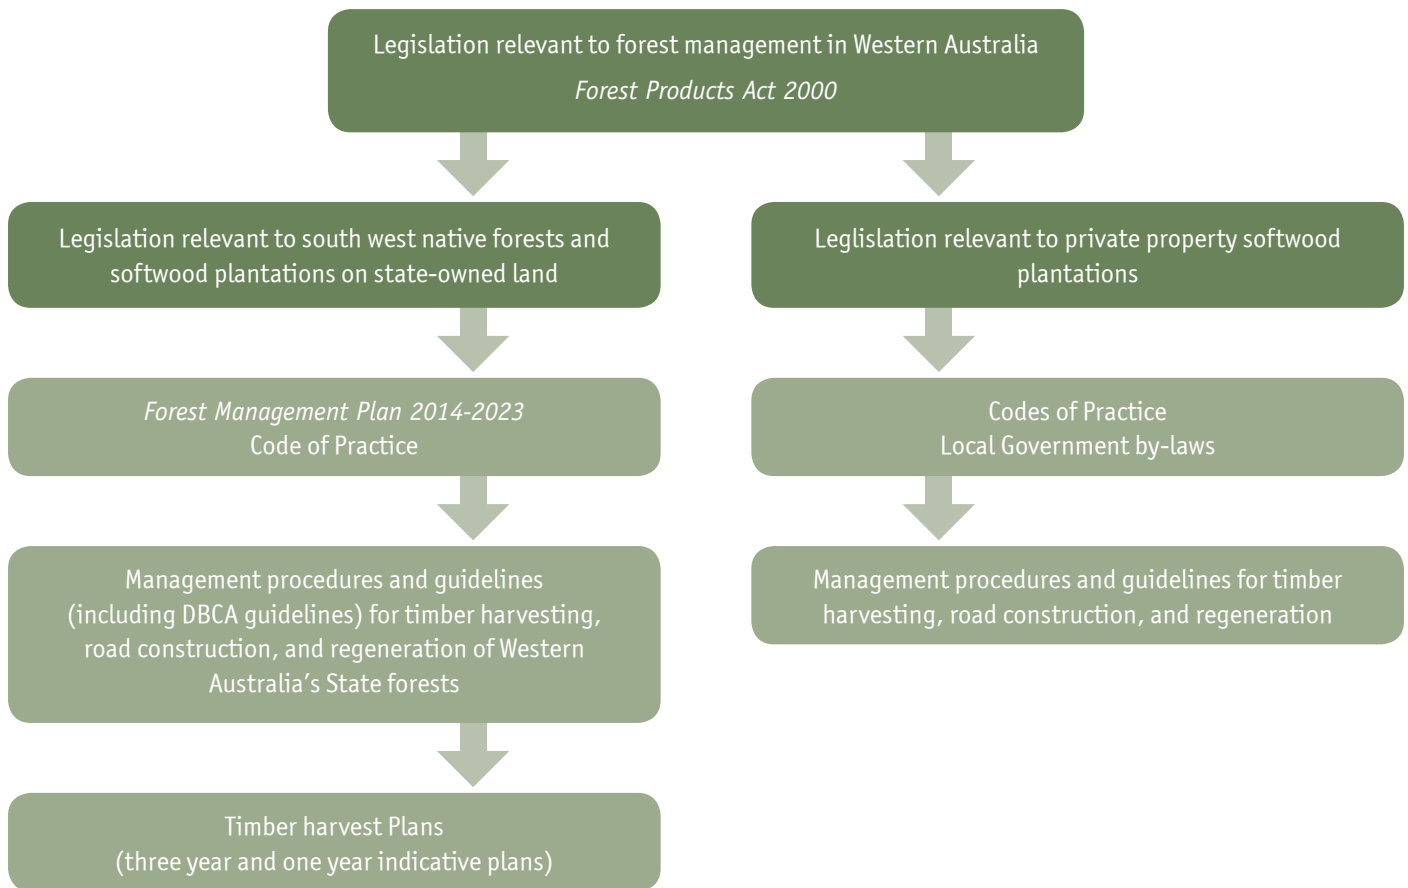 Legislation relevant to forest management in Western Australia
Forest Products Act 2000
Legislation relevant to south west native forests and
softwood plantations on state-owned land
Leglislation relevant to private property softwood
plantations
Forest Management Plan 2014-2023
Code of Practice
Codes of Practice
Local Government by-laws
Management procedures and guidelines
(including DBCA guidelines) for timber harvesting,
road construction, and regeneration of Western
Australia’s State forests
Management procedures and guidelines for timber
harvesting, road construction, and regeneration
Timber harvest Plans
(three year and one year indicative plans)